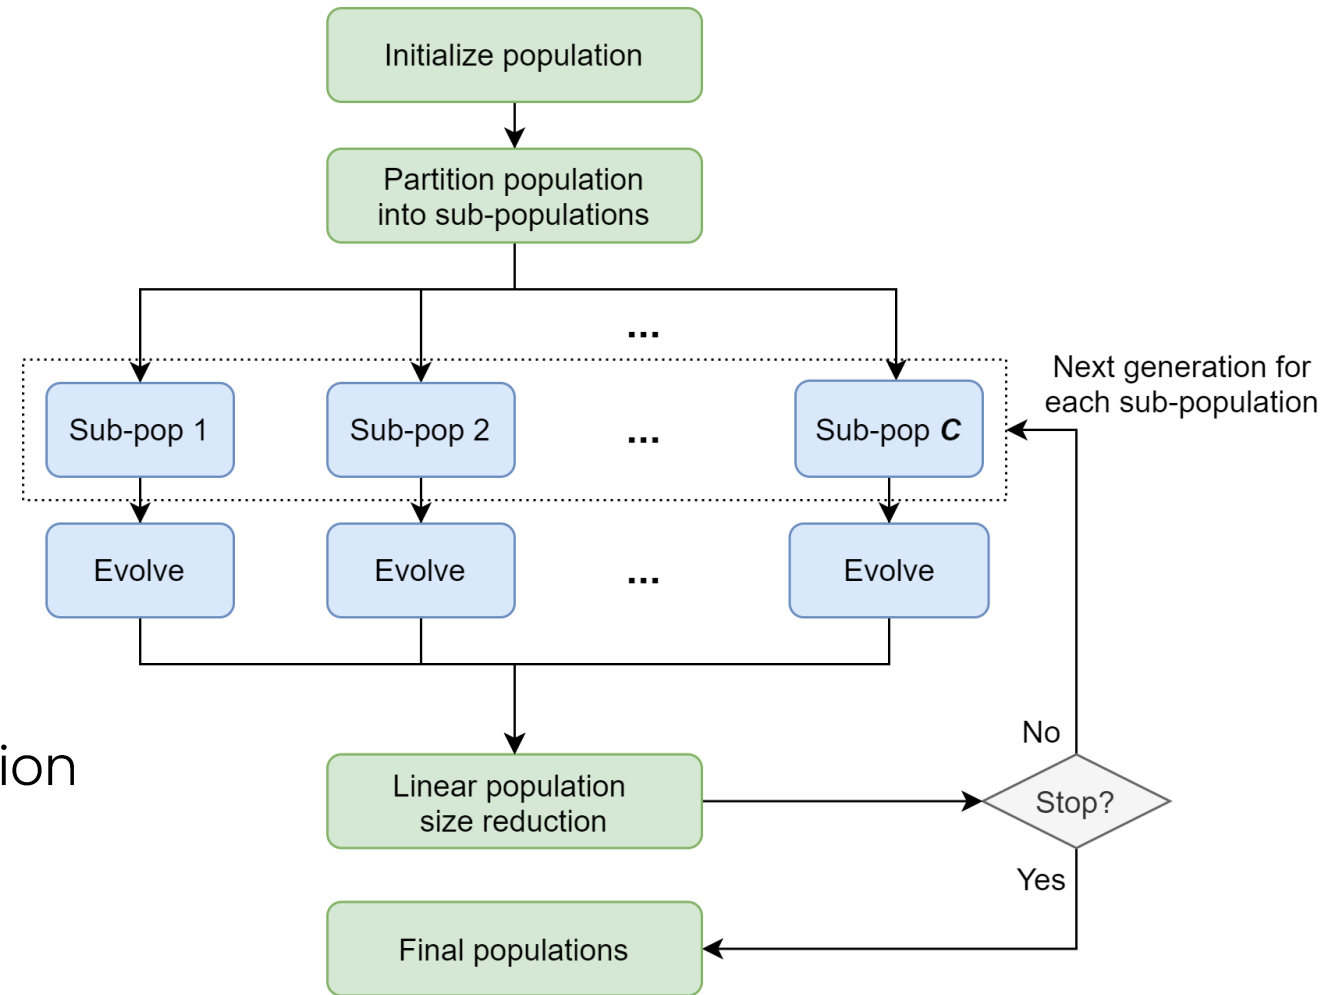 Initialize population
Partition population
into sub-populations
...
Next generation for
each sub-population
Sub-pop 1
Sub-pop 2
...
Sub-pop C
Evolve
Evolve
...
Evolve
No
ion
Linear population
size reduction
Stop?
Yes
Final populations